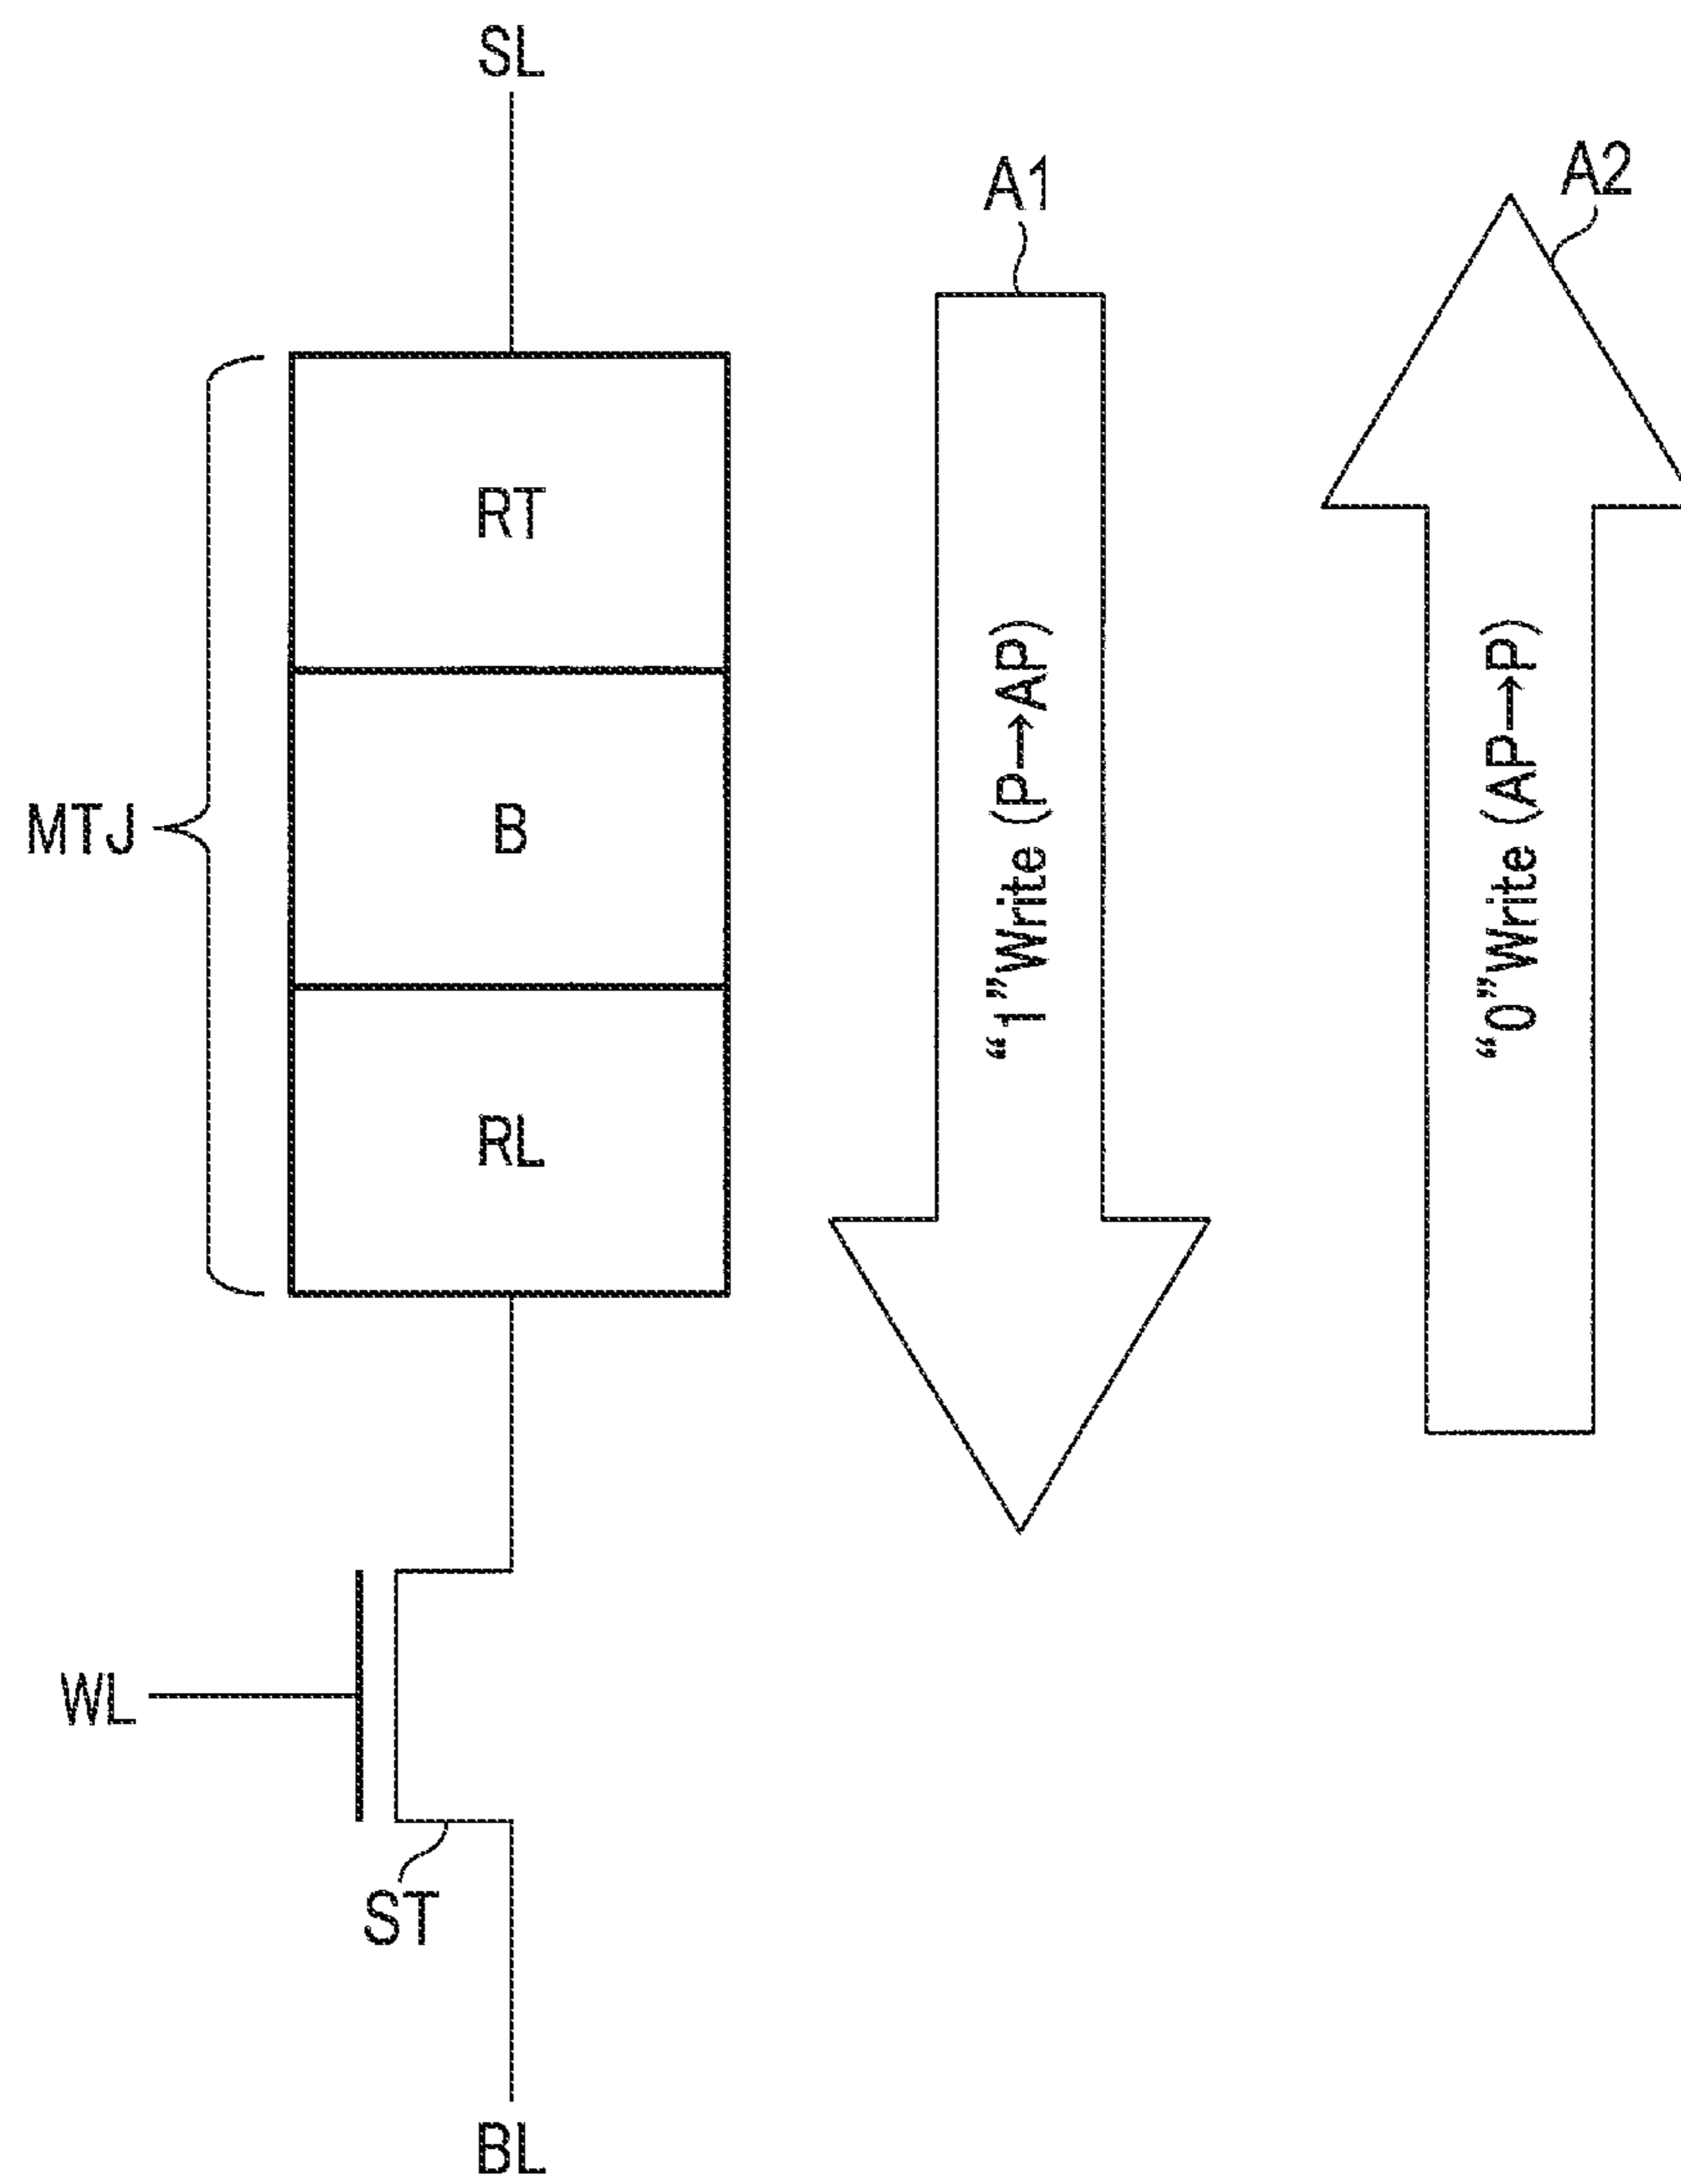 SL
A1
A2
RT
MTJ
B
RL
“1”Write (P→AP)
“0”Write (AP→P)
WL
ST
BL